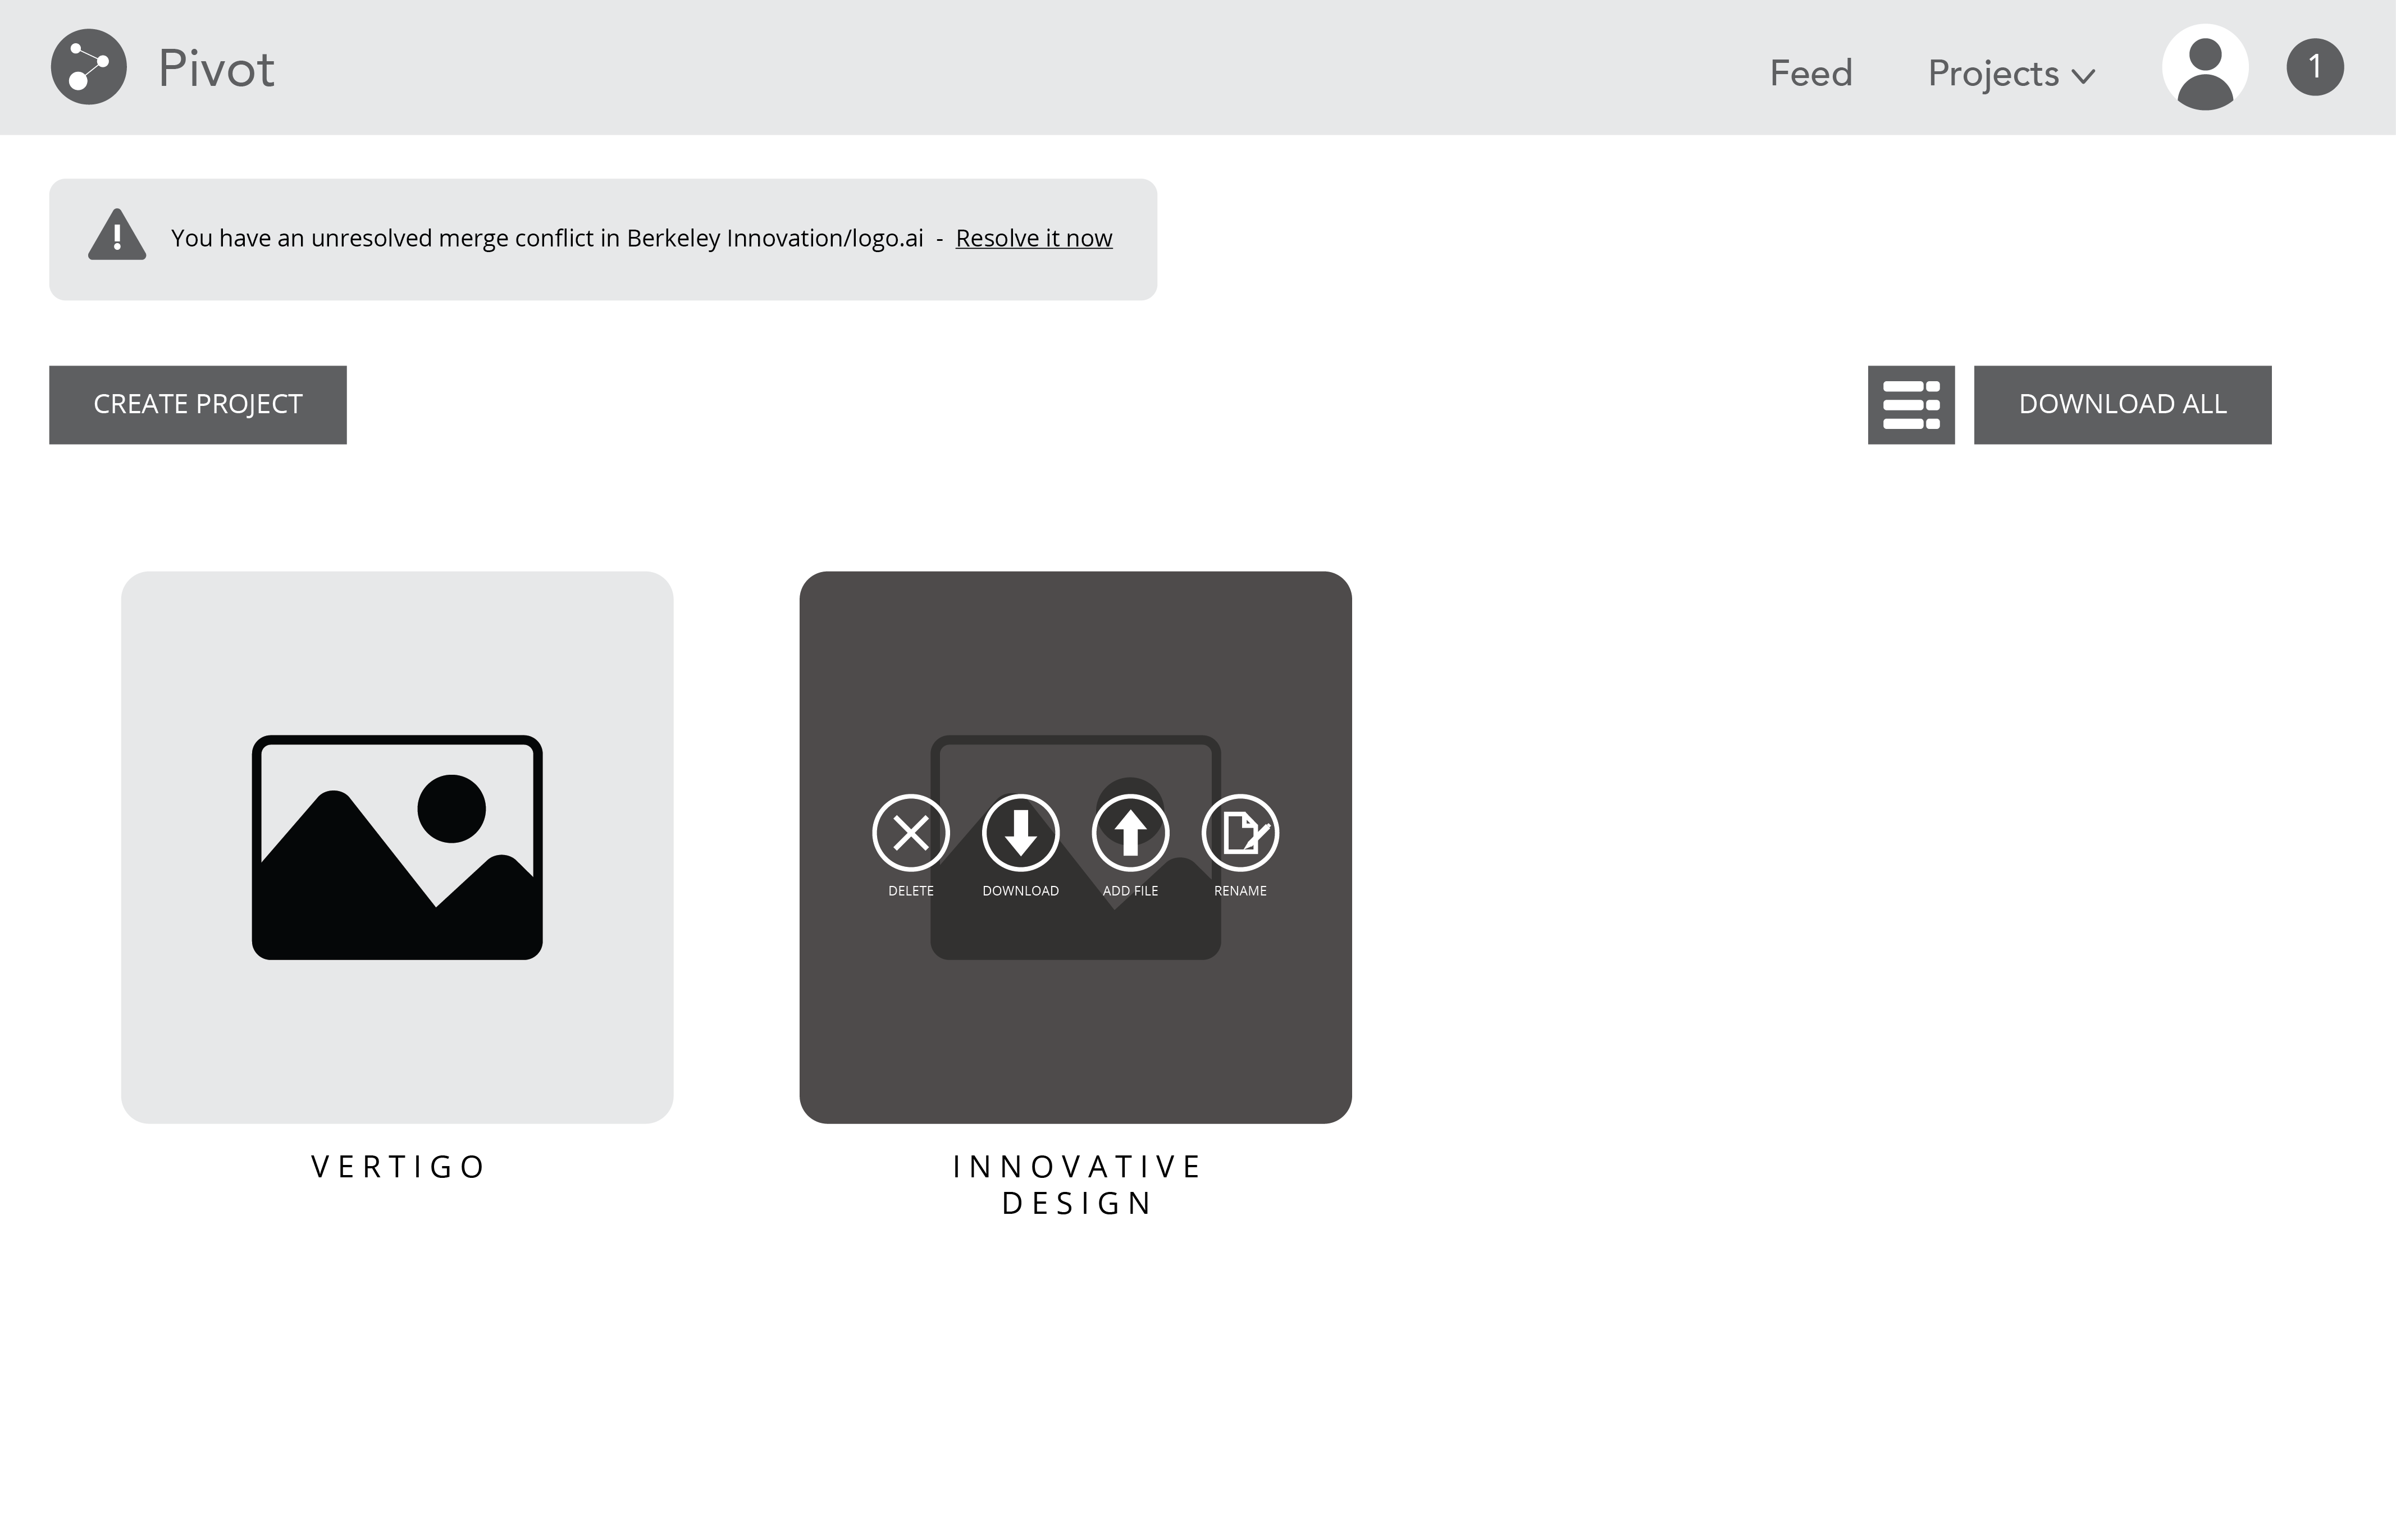 Pivot
Feed
Projects
1
You have an unresolved merge conflict in Berkeley Innovation/logo.ai - Resolve it now
CREATE PROJECT
DOWNLOAD ALL
DELETE
DOWNLOAD
ADD FILE
RENAME
VERTIGO
INNOVATIVE
DESIGN